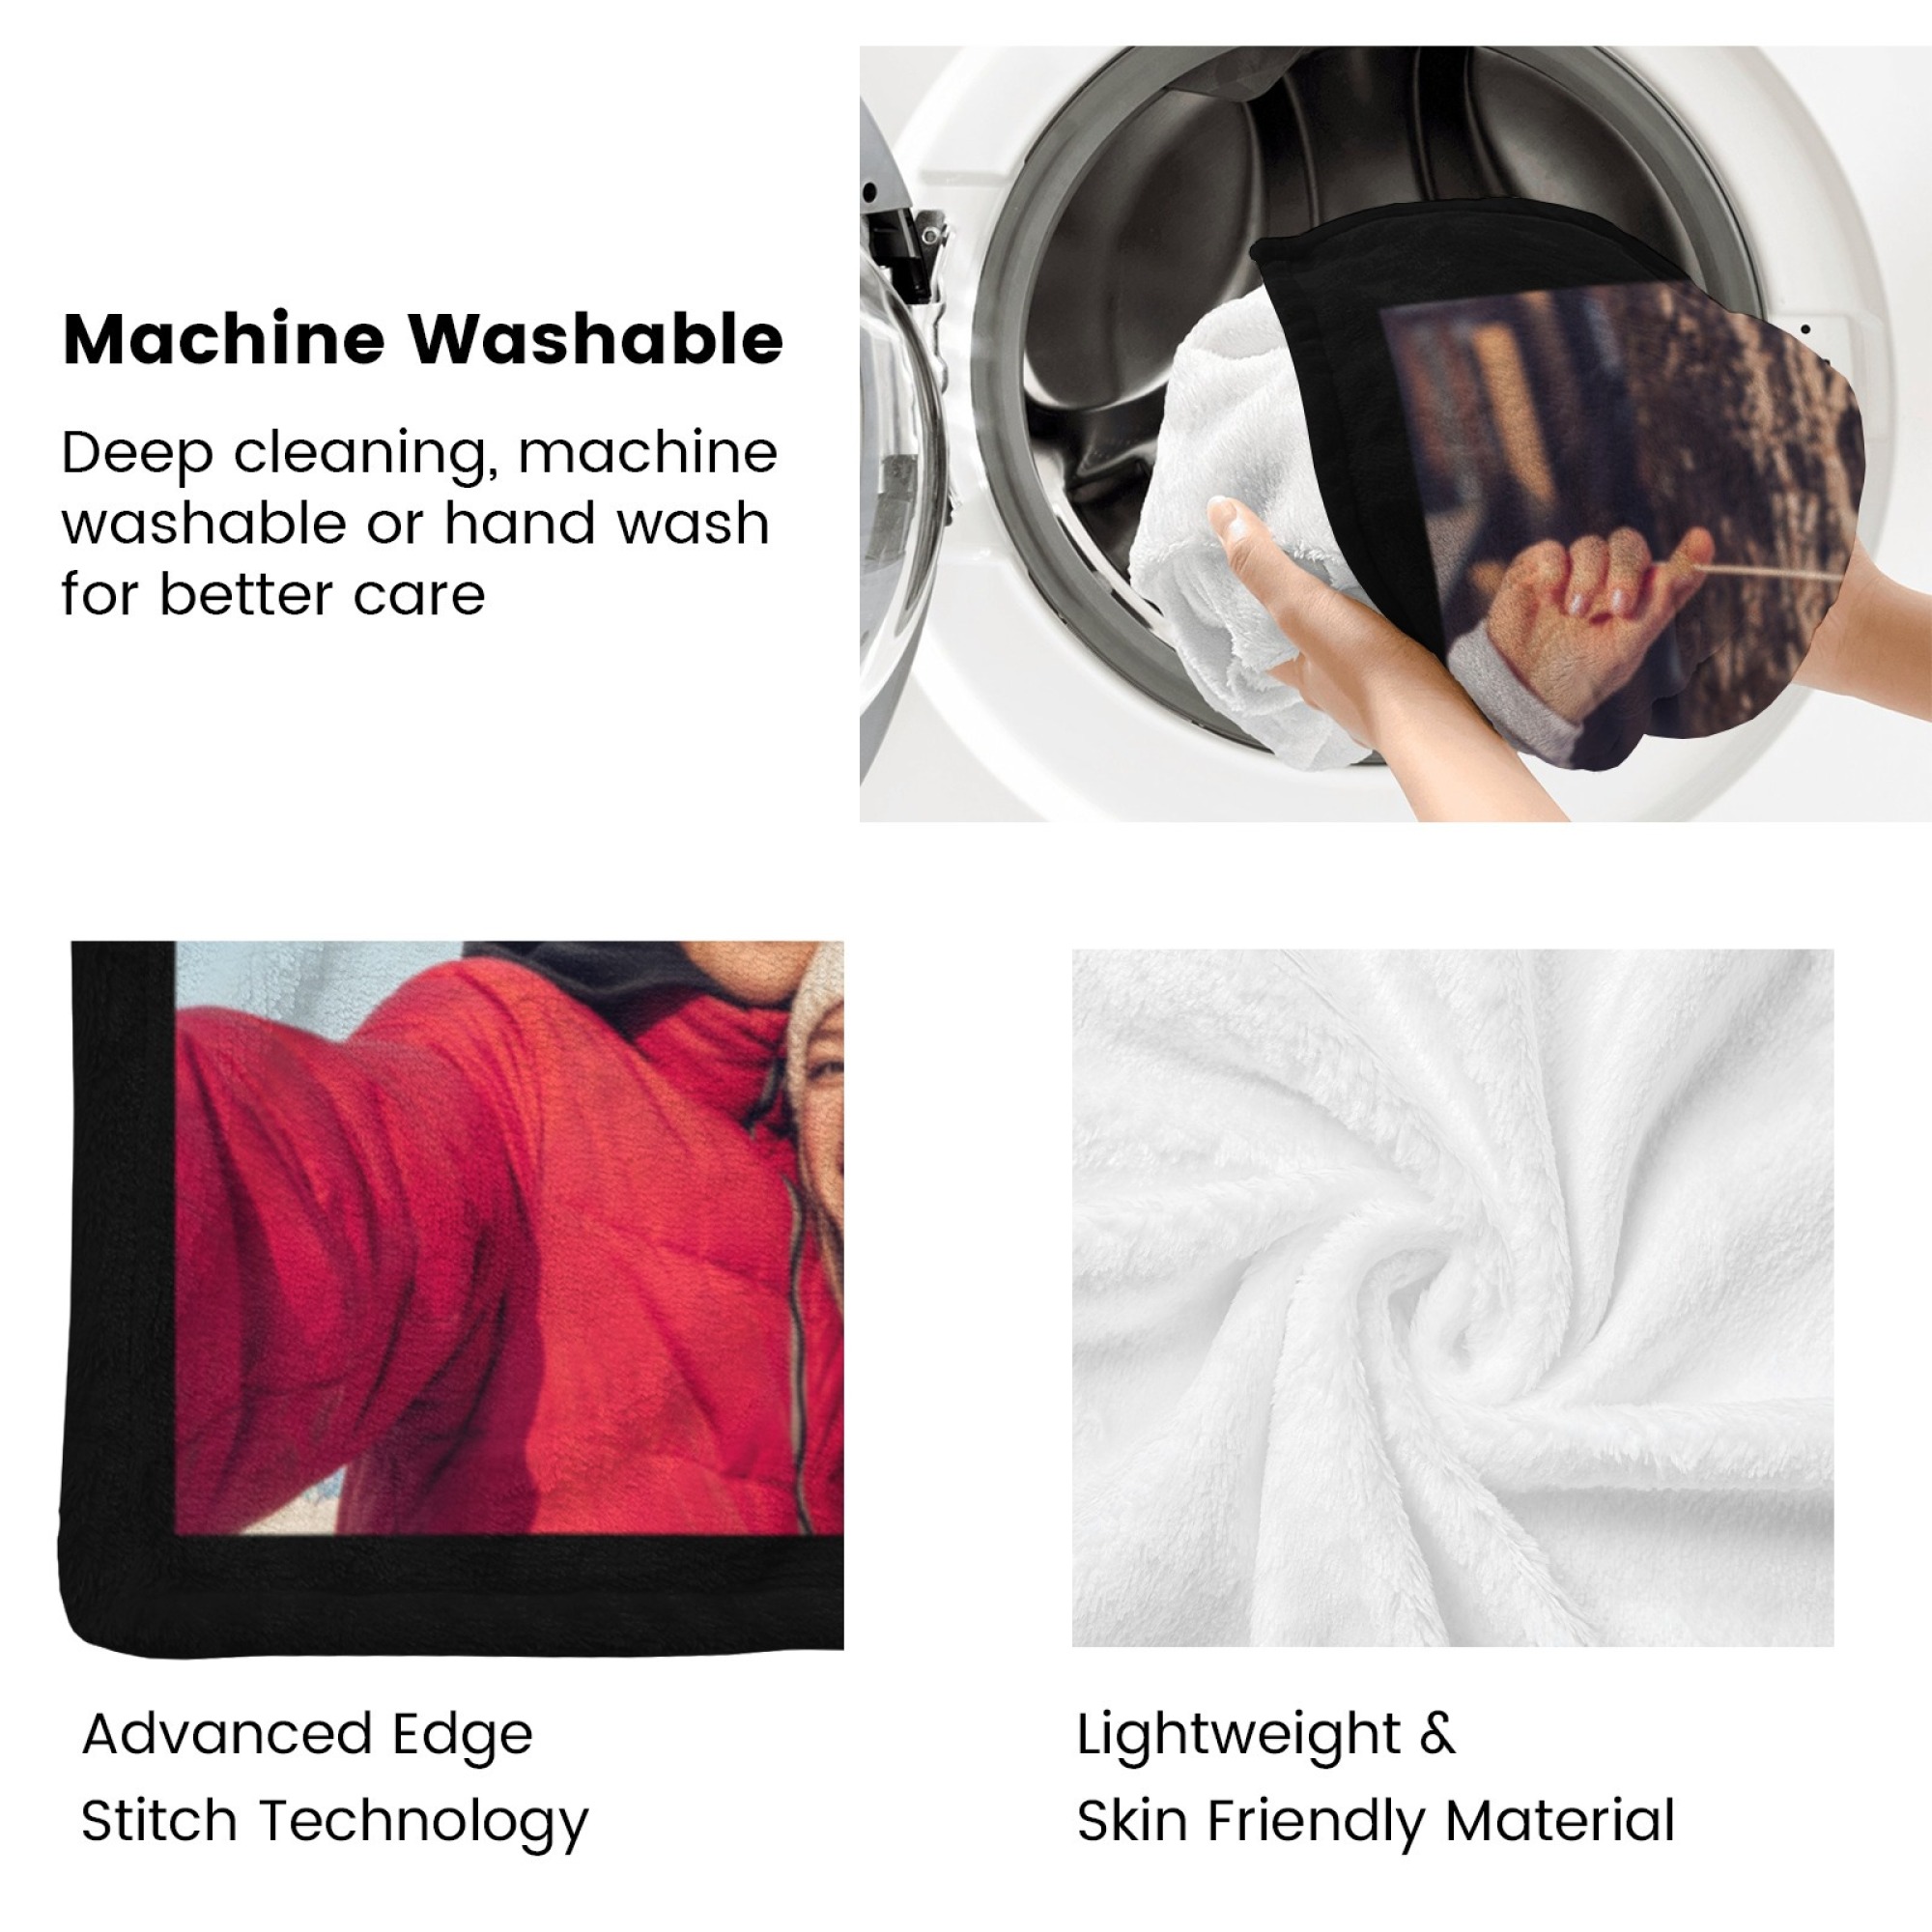 Machine Washable
Deep cleaning, machine
washable or hand wash
for better care
Advanced Edge
Stitch Technology
Lightweight &
Skin Friendly Material